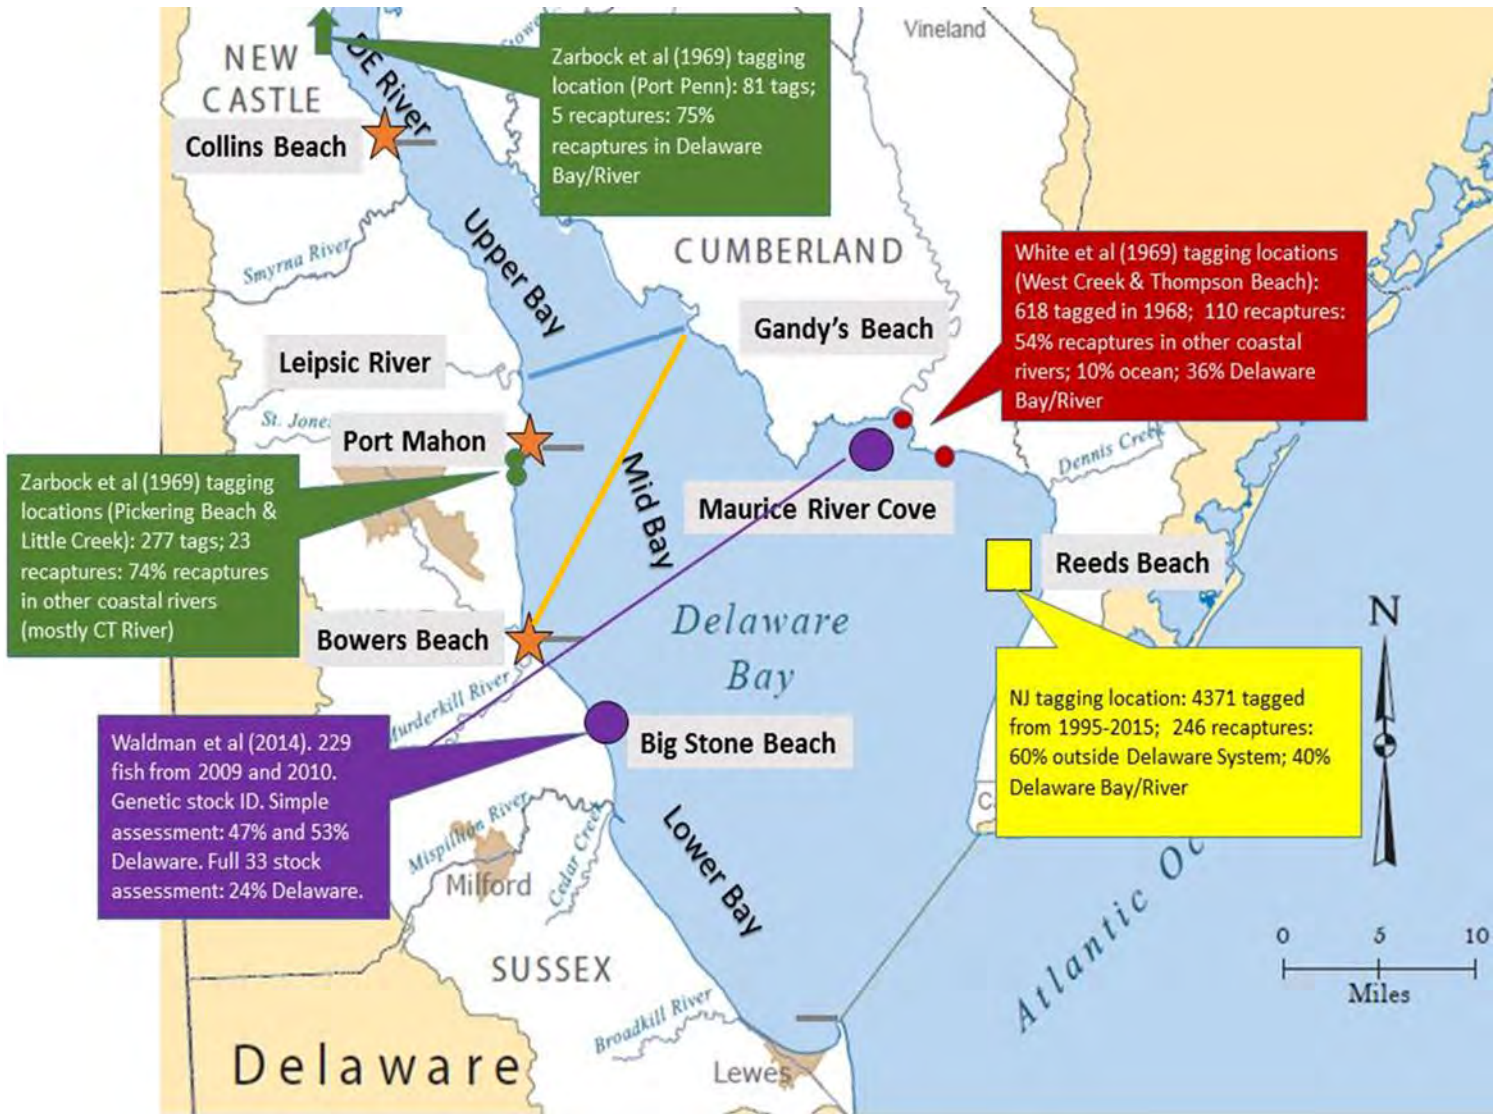 NEW
CASTLE
DE River
Vineland
Zarbock et al (1969) tagging
location (Port Penn): 81 tags;
5 recaptures: 75%
recaptures in Delaware
Bay/River
Collins Beach
Smyrna River
Upper Bay
CUMBERLAND
White et al (1969) tagging locations
(West Creek & Thompson Beach):
618 tagged in 1968;  110 recaptures:
54% recaptures in other coastal
rivers; 10% ocean; 36% Delaware
Bay/River
Gandy's Beach
Leipsic River
St. Jones
Port Mahon
Dennis Creek
Mid Bay
Maurice River Cove
Zarbock et al (1969) tagging
locations (Pickering Beach &
Little Creek): 277 tags; 23
recaptures: 74% recaptures
in other coastal rivers
(mostly CT River)
Reeds Beach
Delaware
Bay
Bowers Beach
N
Murderkill River
NJ tagging location: 4371 tagged
from 1995-2015;  246 recaptures:
60% outside Delaware System; 40%
Delaware Bay/River
Waldman et al (2014). 229
fish from 2009 and 2010.
Genetic stock ID. Simple
assessment: 47% and 53%
Delaware. Full 33 stock
assessment: 24% Delaware.
Big Stone Beach
Mispillion River
Milford
Cedar Creek
Lower Bay
Atlantic Oc
0 5 10
Miles
SUSSEX
Broadkill River
Delaware
Lewes